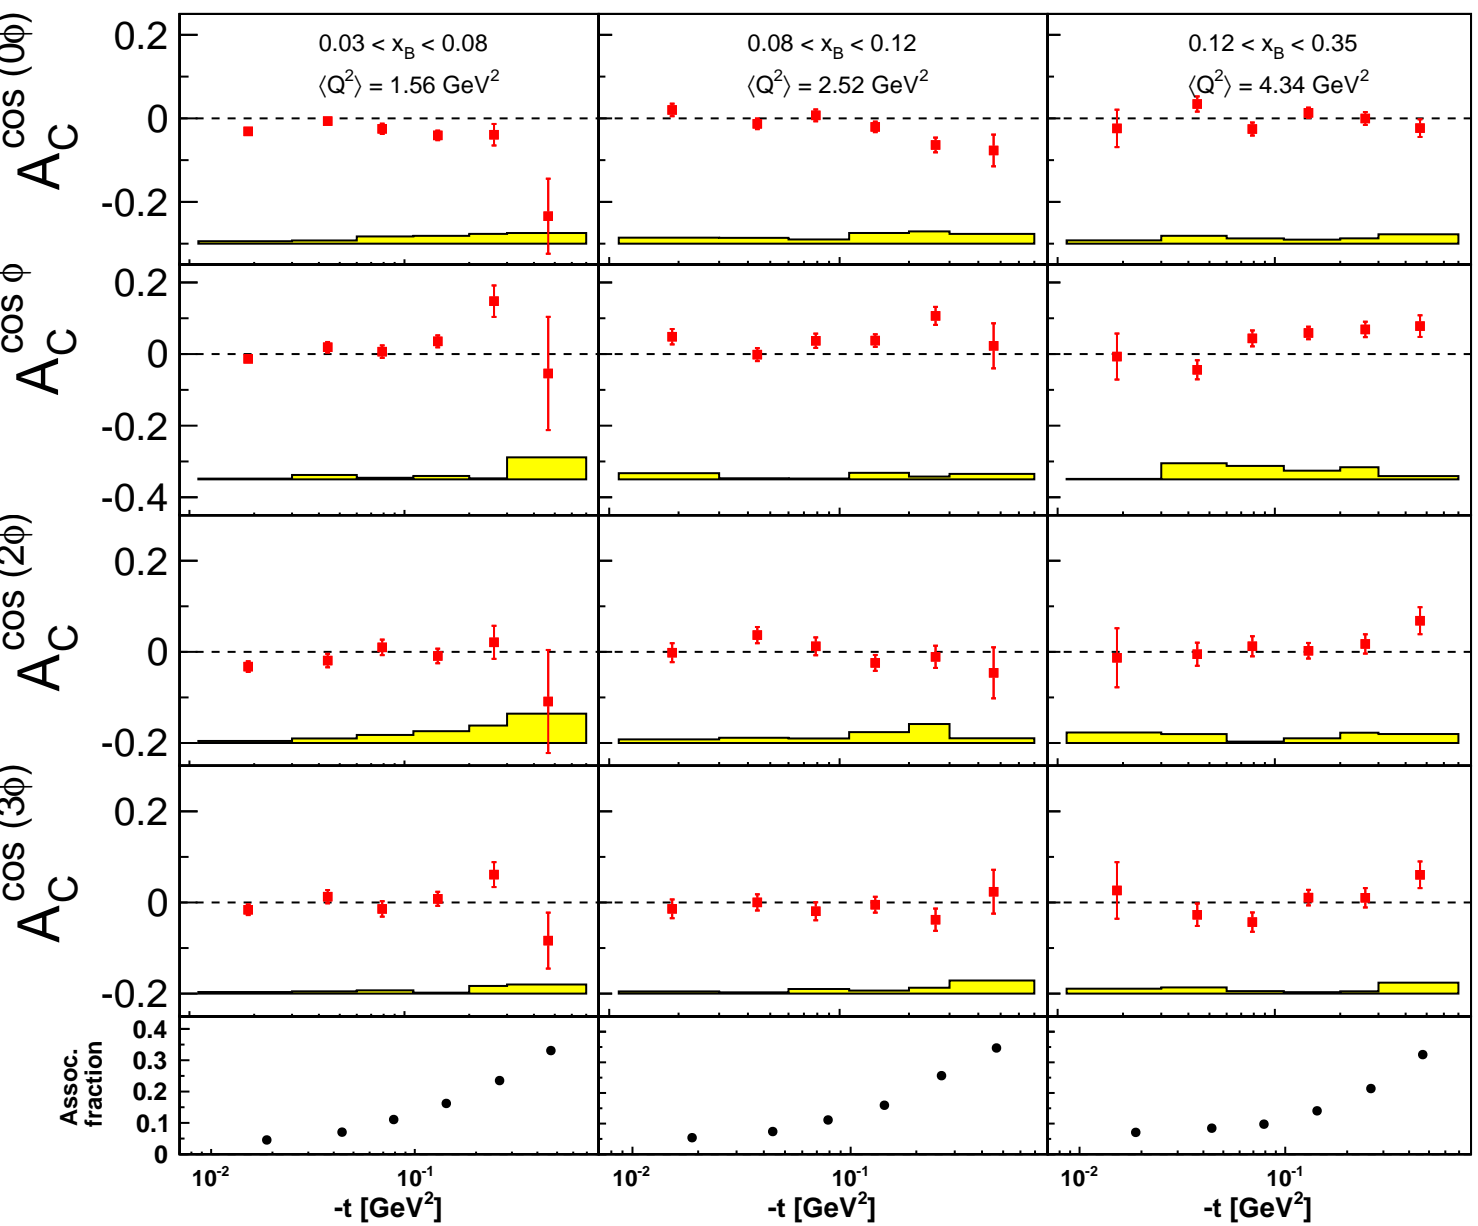 0.03 < x_B < 0.08
⟨Q²⟩ = 1.56 GeV²
0.08 < x_B < 0.12
⟨Q²⟩ = 2.52 GeV²
0.12 < x_B < 0.35
⟨Q²⟩ = 4.34 GeV²
A_C^cos (0ϕ)
0.2
0
-0.2
A_C^cos ϕ
0.2
0
-0.2
-0.4
A_C^cos (2ϕ)
0.2
0
-0.2
A_C^cos (3ϕ)
0.2
0
-0.2
Assoc.
fraction
0.4
0.3
0.2
0.1
0
10⁻² 10⁻¹
10⁻² 10⁻¹
10⁻² 10⁻¹
-t [GeV²]
-t [GeV²]
-t [GeV²]